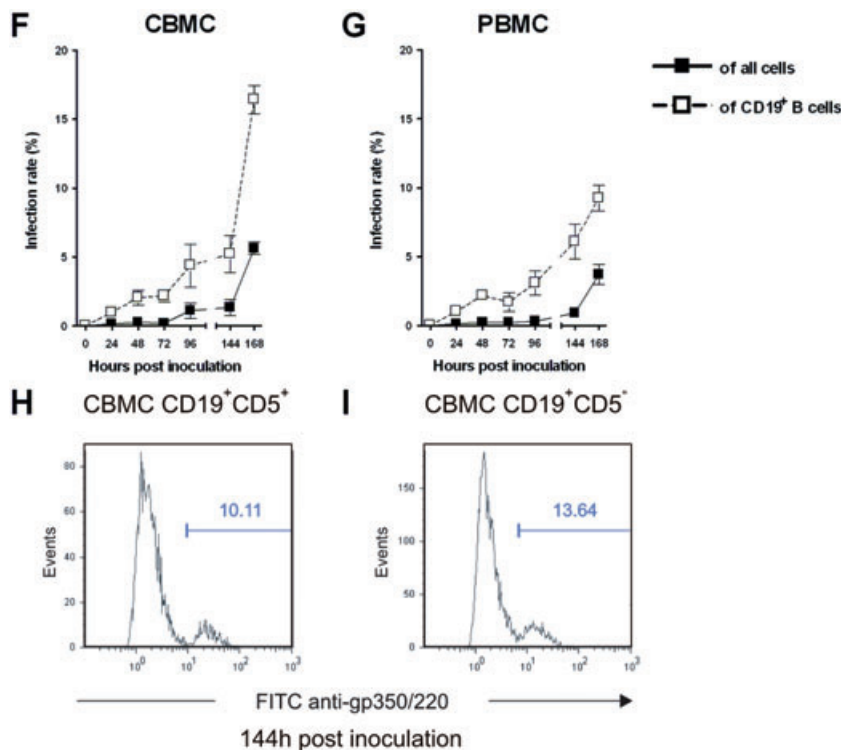 F CBMC
20
15
10
5
0
Infection rate (%)
0 24 48 72 96 144 168
Hours post inoculation
G PBMC
20
15
10
5
0
Infection rate (%)
0 24 48 72 96 144 168
Hours post inoculation
of all cells
of CD19⁺ B cells
H CBMC CD19⁺CD5⁺
80
60
40
20
0
Events
10.11
10⁰ 10¹ 10² 10³
I CBMC CD19⁺CD5⁻
150
100
50
0
Events
13.64
10⁰ 10¹ 10² 10³
FITC anti-gp350/220
144h post inoculation